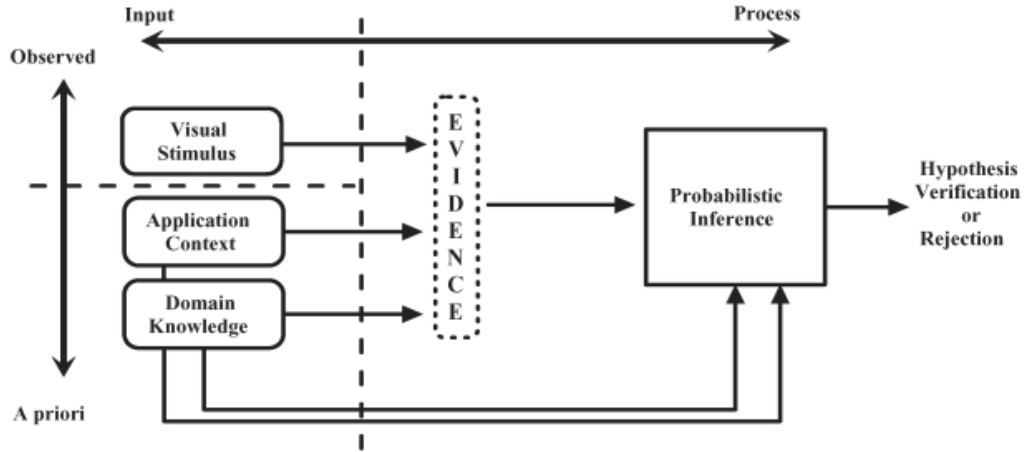 Input
Process
Observed
Visual
Stimulus
Application
Context
Domain
Knowledge
A priori
E
V
I
D
E
N
C
E
Probabilistic
Inference
Hypothesis
Verification
or
Rejection